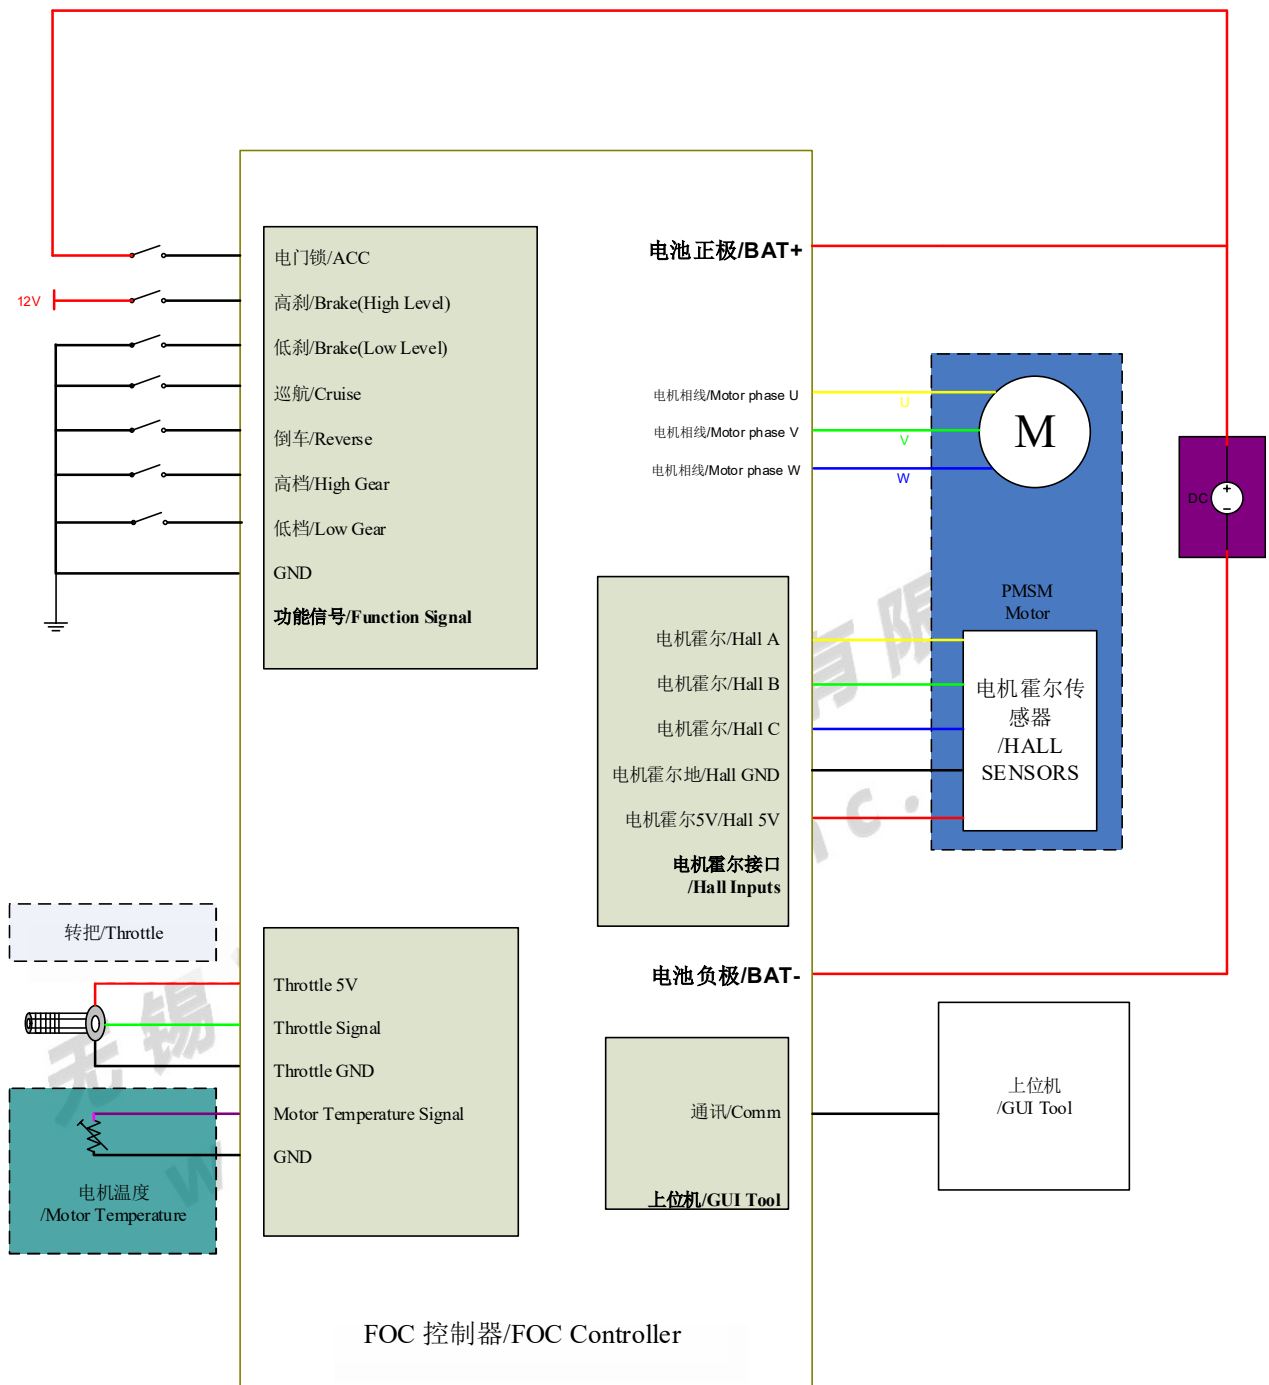 电门锁/ACC
12V
高刹/Brake(High Level)
低刹/Brake(Low Level)
巡航/Cruise
倒车/Reverse
高档/High Gear
低档/Low Gear
GND
功能信号/Function Signal
电池正极/BAT+
电机相线/Motor phase U
U
电机相线/Motor phase V
V
电机相线/Motor phase W
W
M
PMSM
Motor
DC
电机霍尔/Hall A
电机霍尔/Hall B
电机霍尔/Hall C
电机霍尔地/Hall GND
电机霍尔5V/Hall 5V
电机霍尔接口
/Hall Inputs
电机霍尔传
感器
/HALL
SENSORS
转把/Throttle
Throttle 5V
Throttle Signal
Throttle GND
Motor Temperature Signal
GND
电机温度
/Motor Temperature
电池负极/BAT-
通讯/Comm
上位机/GUI Tool
上位机
/GUI Tool
FOC 控制器/FOC Controller
无锡
有限